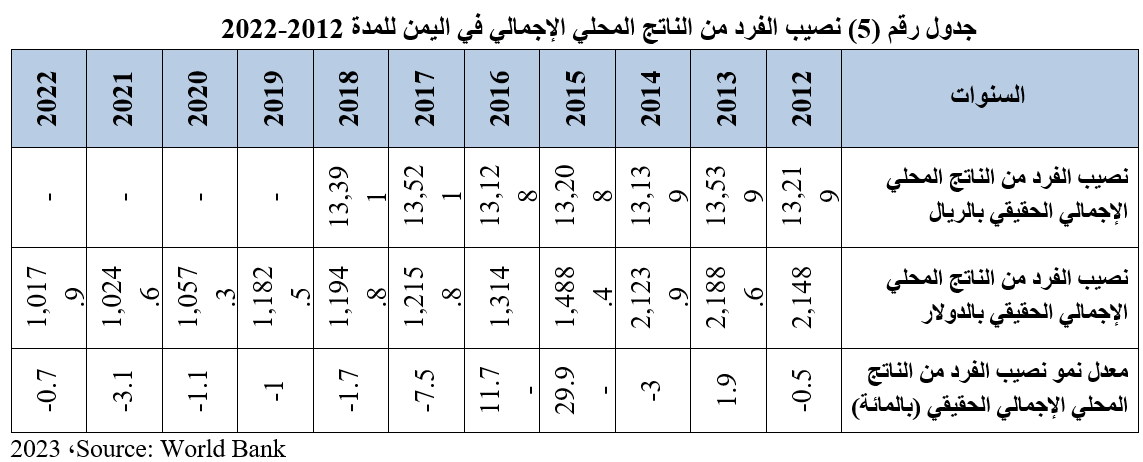 جدول رقم (5) نصيب الفرد من الناتج المحلي الإجمالي في اليمن للمدة 2012-2022
السنوات 2012 2013 2014 2015 2016 2017 2018 2019 2020 2021 2022
نصيب الفرد من الناتج المحلي
الإجمالي الحقيقي بالريال
13,219 13,539 13,139 13,208 13,128 13,521 13,391 - - - -
نصيب الفرد من الناتج المحلي
الإجمالي الحقيقي بالدولار
2,148 2,188.6 2,123.9 1,488.4 1,314 1,215.8 1,194.8 1,182.5 1,057.3 1,024.6 1,017.9
معدل نمو نصيب الفرد من الناتج
المحلي الإجمالي الحقيقي (بالمائة)
-0.5 1.9 -3 -29.9 -11.7 -7.5 -1.7 -1 -1.1 -3.1 -0.7
2023 ،Source: World Bank